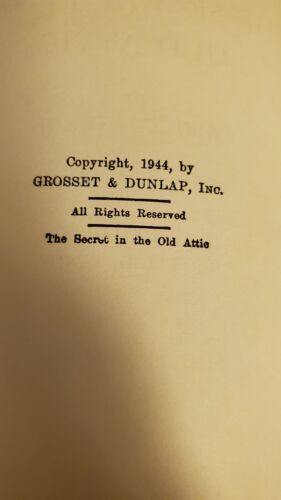 Copyright, 1944, by
GROSSET & DUNLAP, Inc.
All Rights Reserved
The Secret in the Old Attic